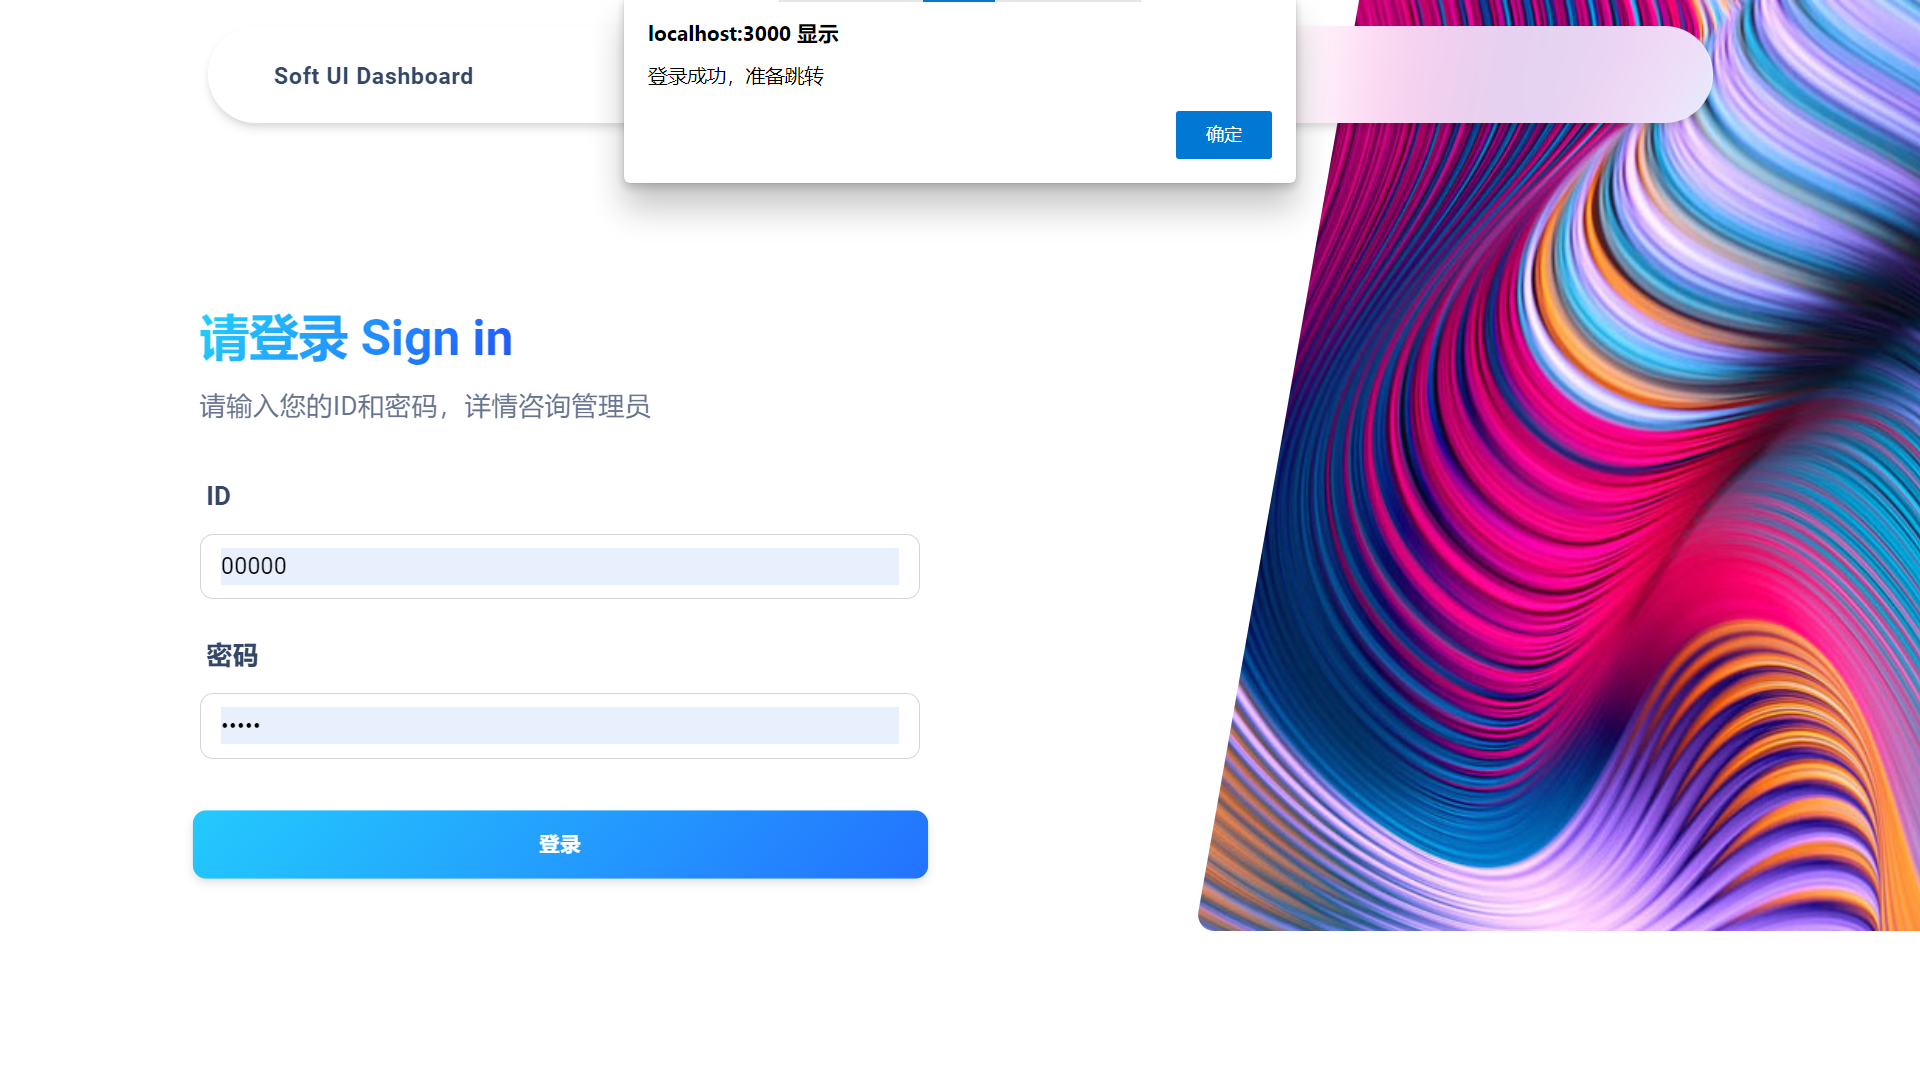 localhost:3000 显示
登录成功，准备跳转
确定
Soft UI Dashboard
请登录 Sign in
请输入您的ID和密码，详情咨询管理员
ID
00000
密码
•••••
登录